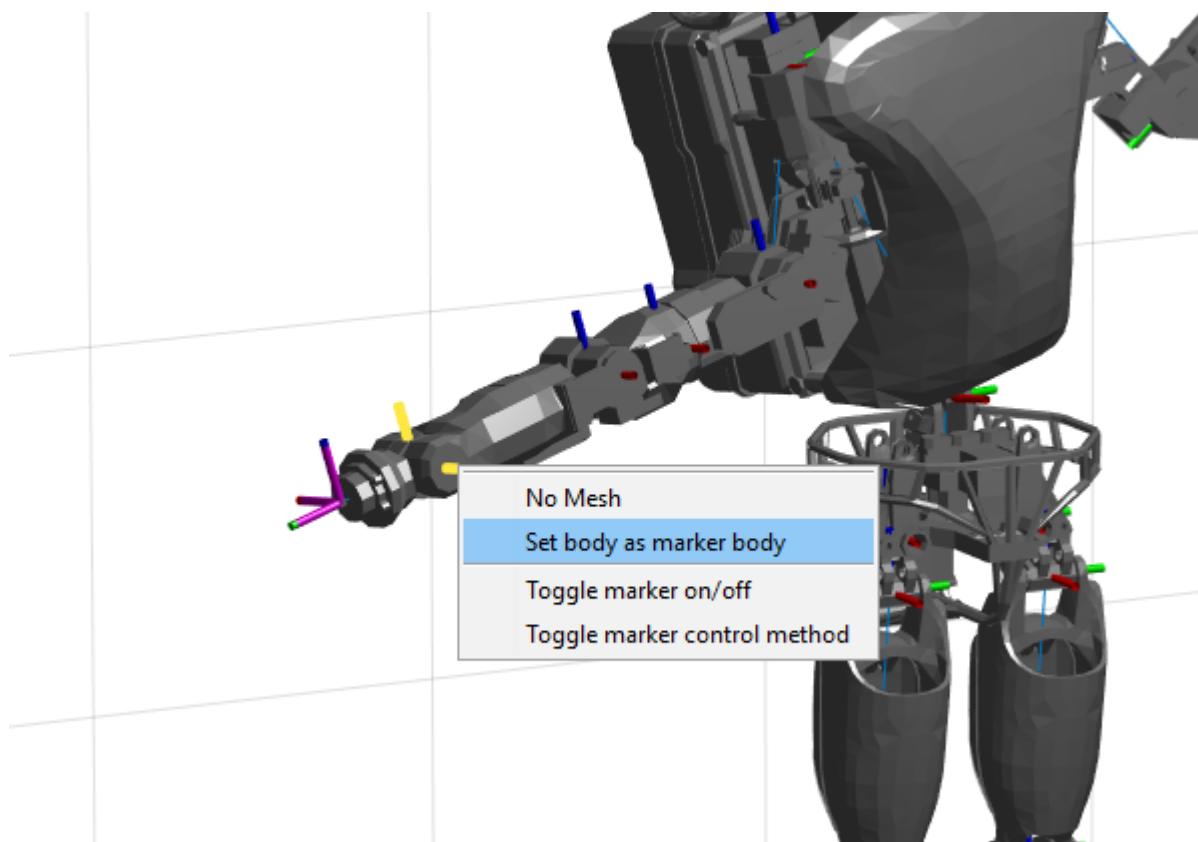 No Mesh
Set body as marker body
Toggle marker on/off
Toggle marker control method